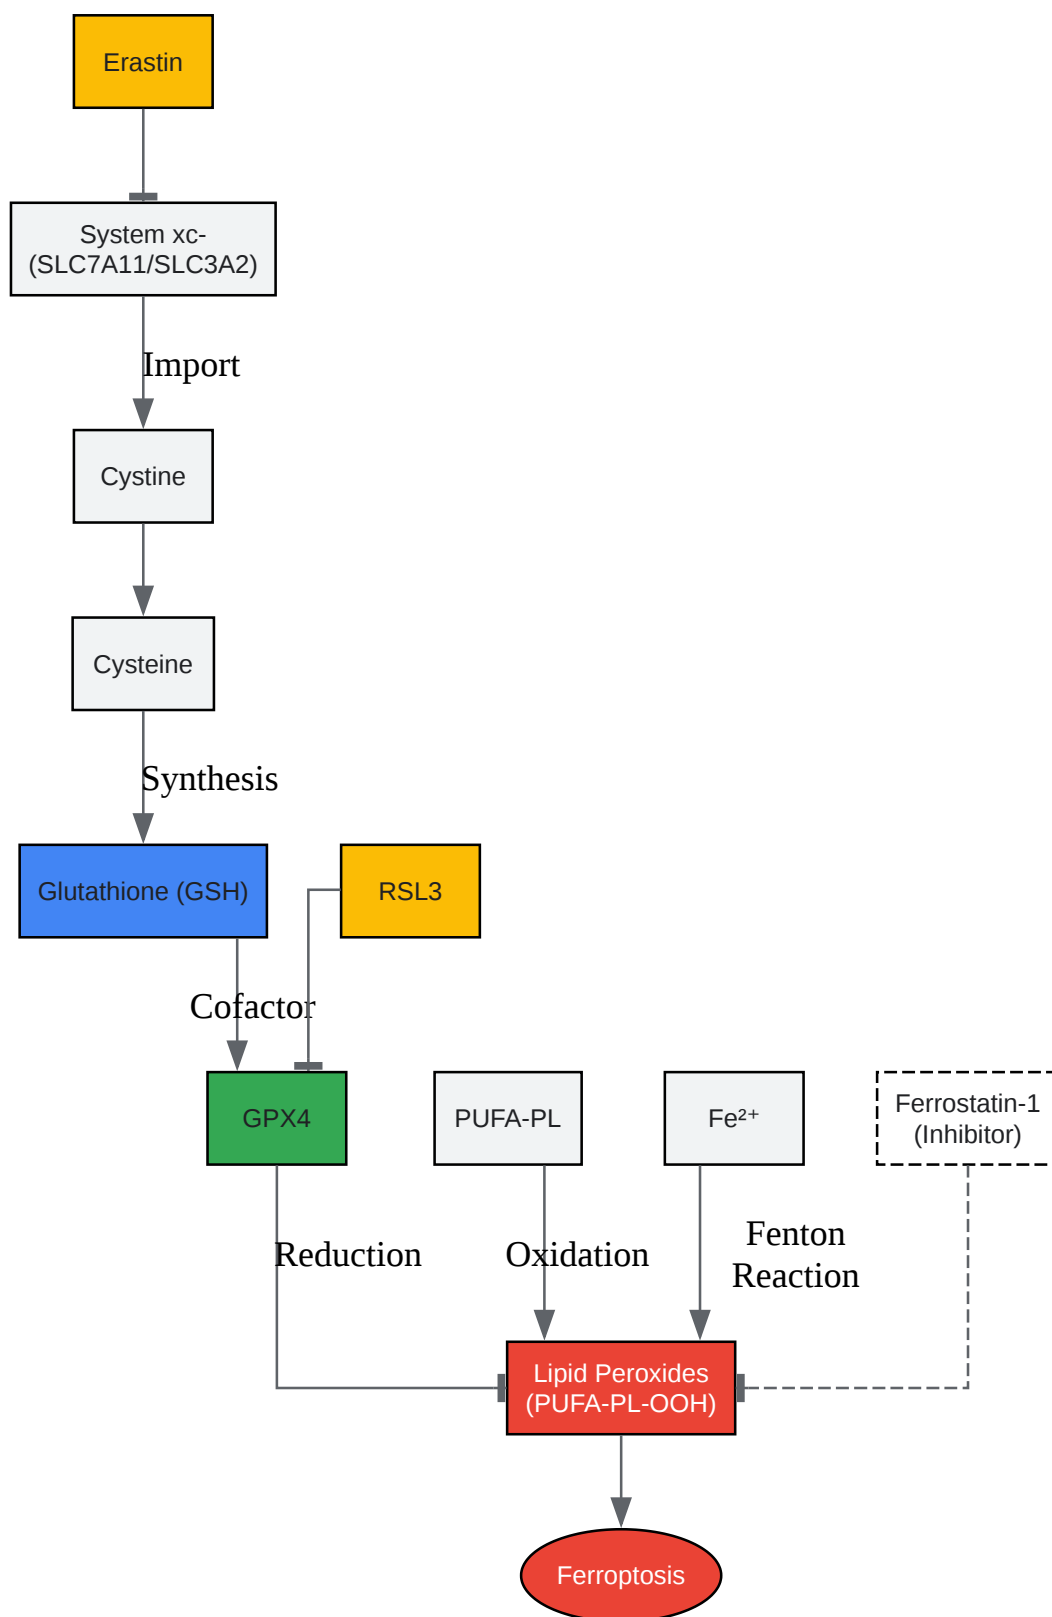 Erastin
System xc-
(SLC7A11/SLC3A2)
Import
Cystine
Cysteine
Synthesis
Glutathione (GSH)
RSL3
Cofactor
GPX4
PUFA-PL
Fe²⁺
Ferrostatin-1
(Inhibitor)
Reduction
Oxidation
Fenton
Reaction
Lipid Peroxides
(PUFA-PL-OOH)
Ferroptosis